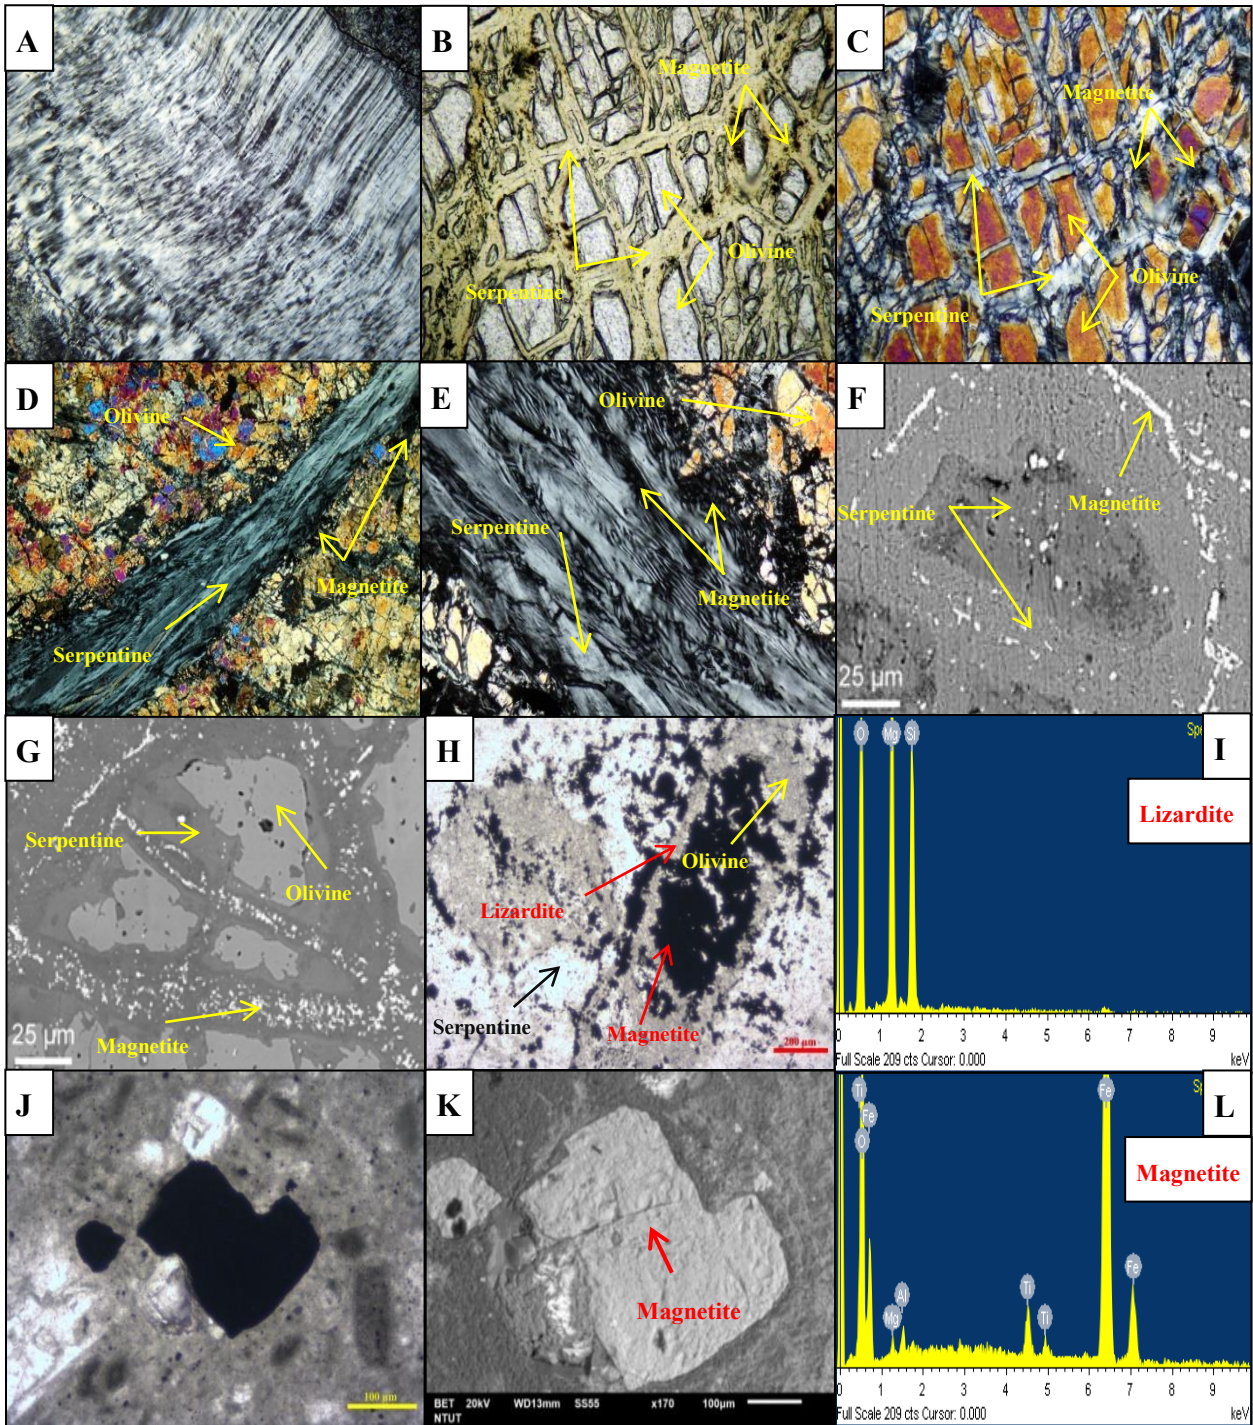 A
B
Magnetite
Olivine
Serpentine
C
Magnetite
Olivine
Serpentine
D
Olivine
Magnetite
Serpentine
E
Olivine
Serpentine
Magnetite
F
Serpentine
Magnetite
25 µm
G
Serpentine
Olivine
25 µm
Magnetite
H
Olivine
Lizardite
Serpentine
Magnetite
200 µm
I
O Mg Si
Lizardite
0 1 2 3 4 5 6 7 8 9
Full Scale 209 cts Cursor: 0.000 keV
J
100 µm
K
Magnetite
BET 20kV WD13mm SS55 x170 100µm
NTUT
L
Ti Fe
Fe
O
Magnetite
Fe
Ti
Al
Mg Ti
0 1 2 3 4 5 6 7 8 9
Full Scale 209 cts Cursor: 0.000 keV